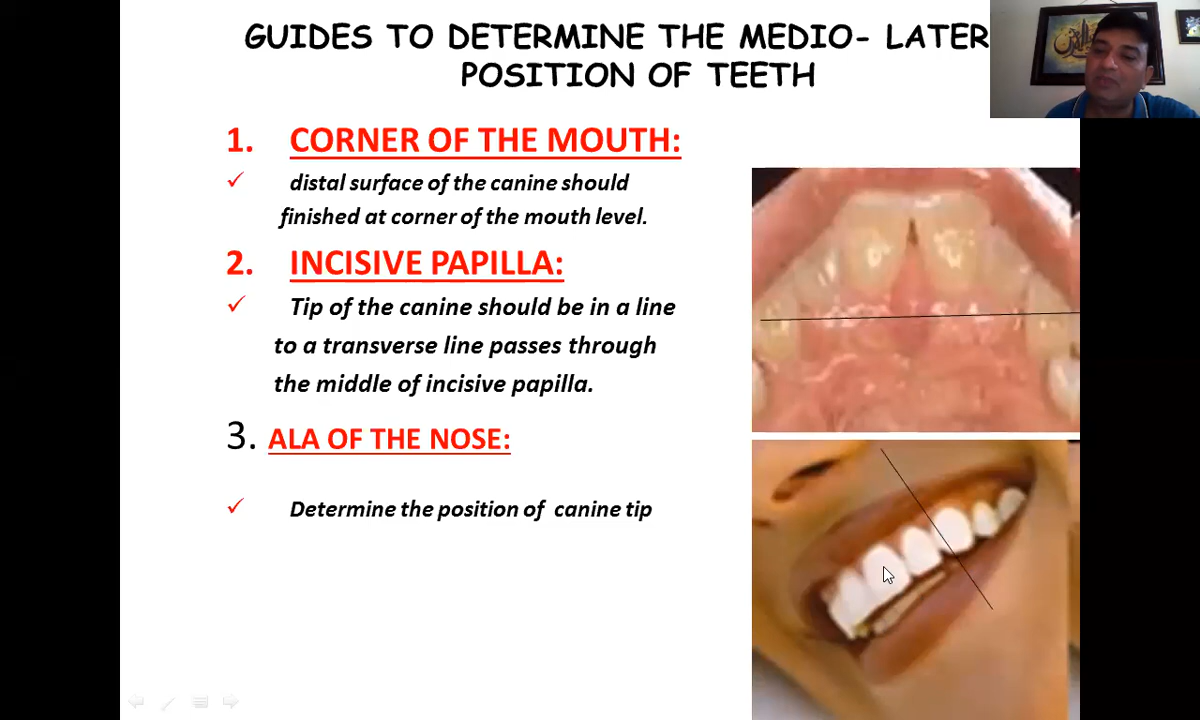 GUIDES TO DETERMINE THE MEDIO- LATER
POSITION OF TEETH
1. CORNER OF THE MOUTH:
✓ distal surface of the canine should
finished at corner of the mouth level.
2. INCISIVE PAPILLA:
✓ Tip of the canine should be in a line
to a transverse line passes through
the middle of incisive papilla.
3. ALA OF THE NOSE:
✓ Determine the position of canine tip